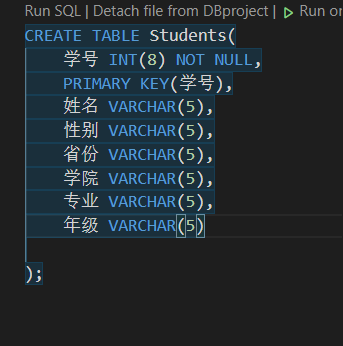 Run SQL | Detach file from DBproject | ▷ Run on
CREATE TABLE Students(
学号 INT(8) NOT NULL,
PRIMARY KEY(学号),
姓名 VARCHAR(5),
性别 VARCHAR(5),
省份 VARCHAR(5),
学院 VARCHAR(5),
专业 VARCHAR(5),
年级 VARCHAR(5)
);